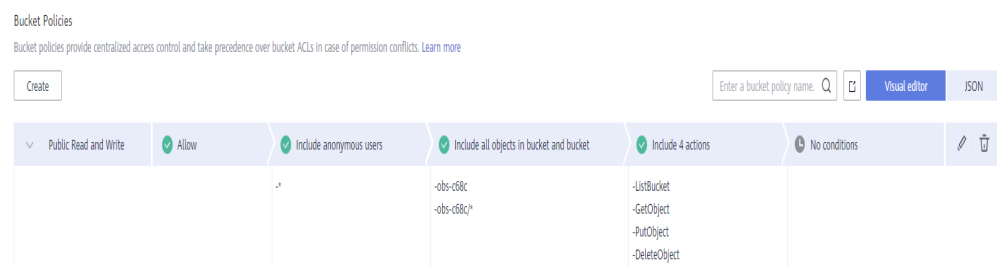 Bucket Policies
Bucket policies provide centralized access control and take precedence over bucket ACLs in case of permission conflicts. Learn more
Create
Enter a bucket policy name.
Visual editor
JSON
Public Read and Write
Allow
Include anonymous users
Include all objects in bucket and bucket
Include 4 actions
No conditions
-*
-obs-c68c
-obs-c68c/*
-ListBucket
-GetObject
-PutObject
-DeleteObject